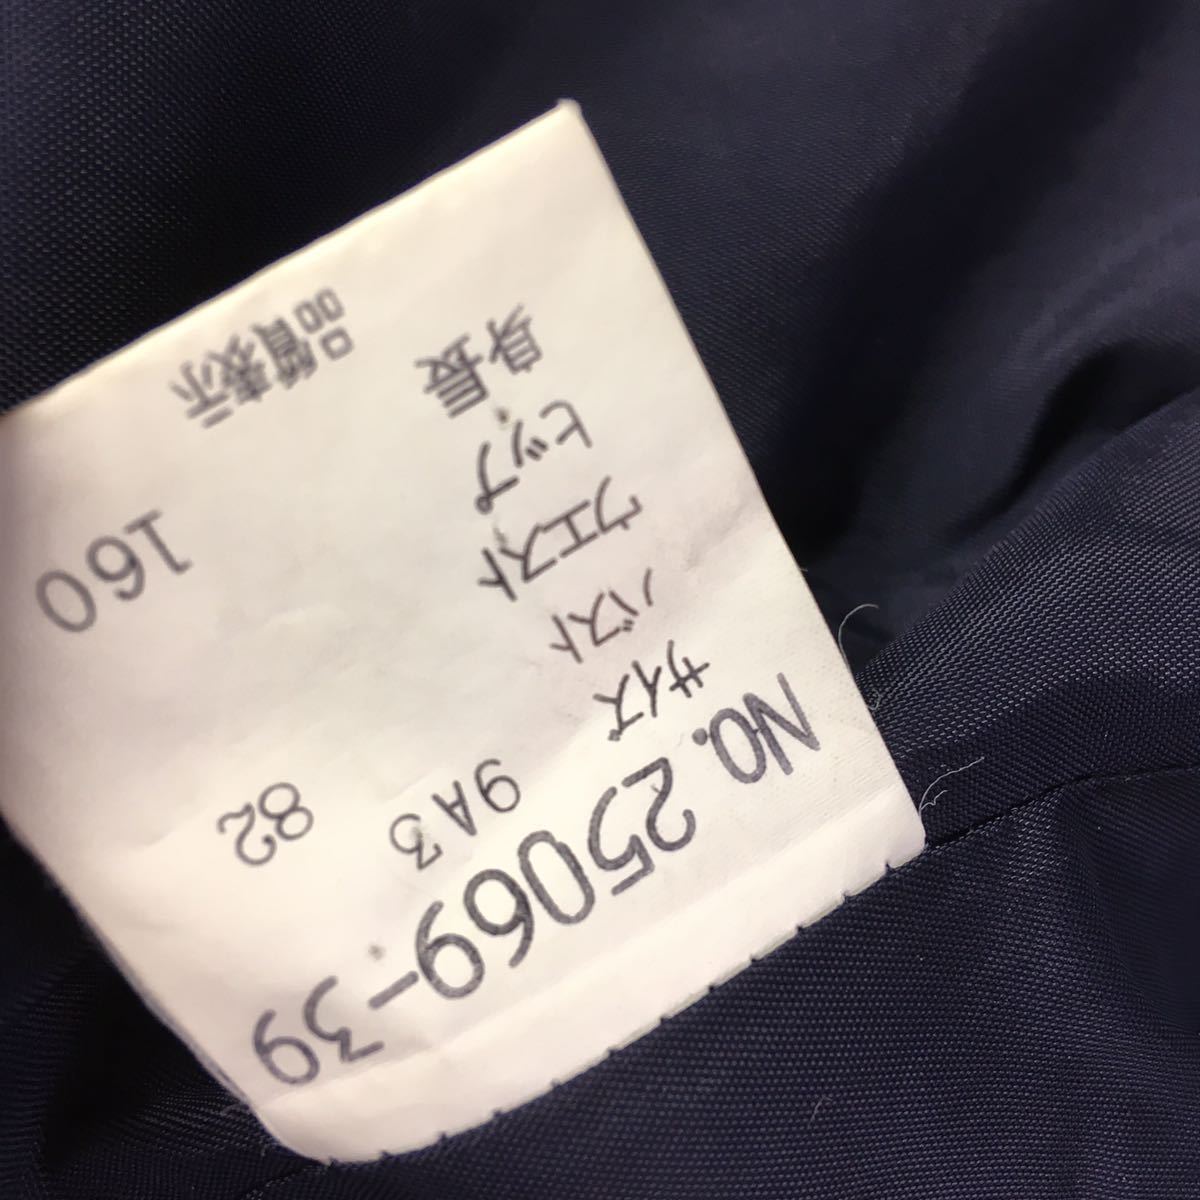 NO. 25069-39
サイズ 9A3
バスト 82
ウエスト
ヒップ
身長 160
品質表示